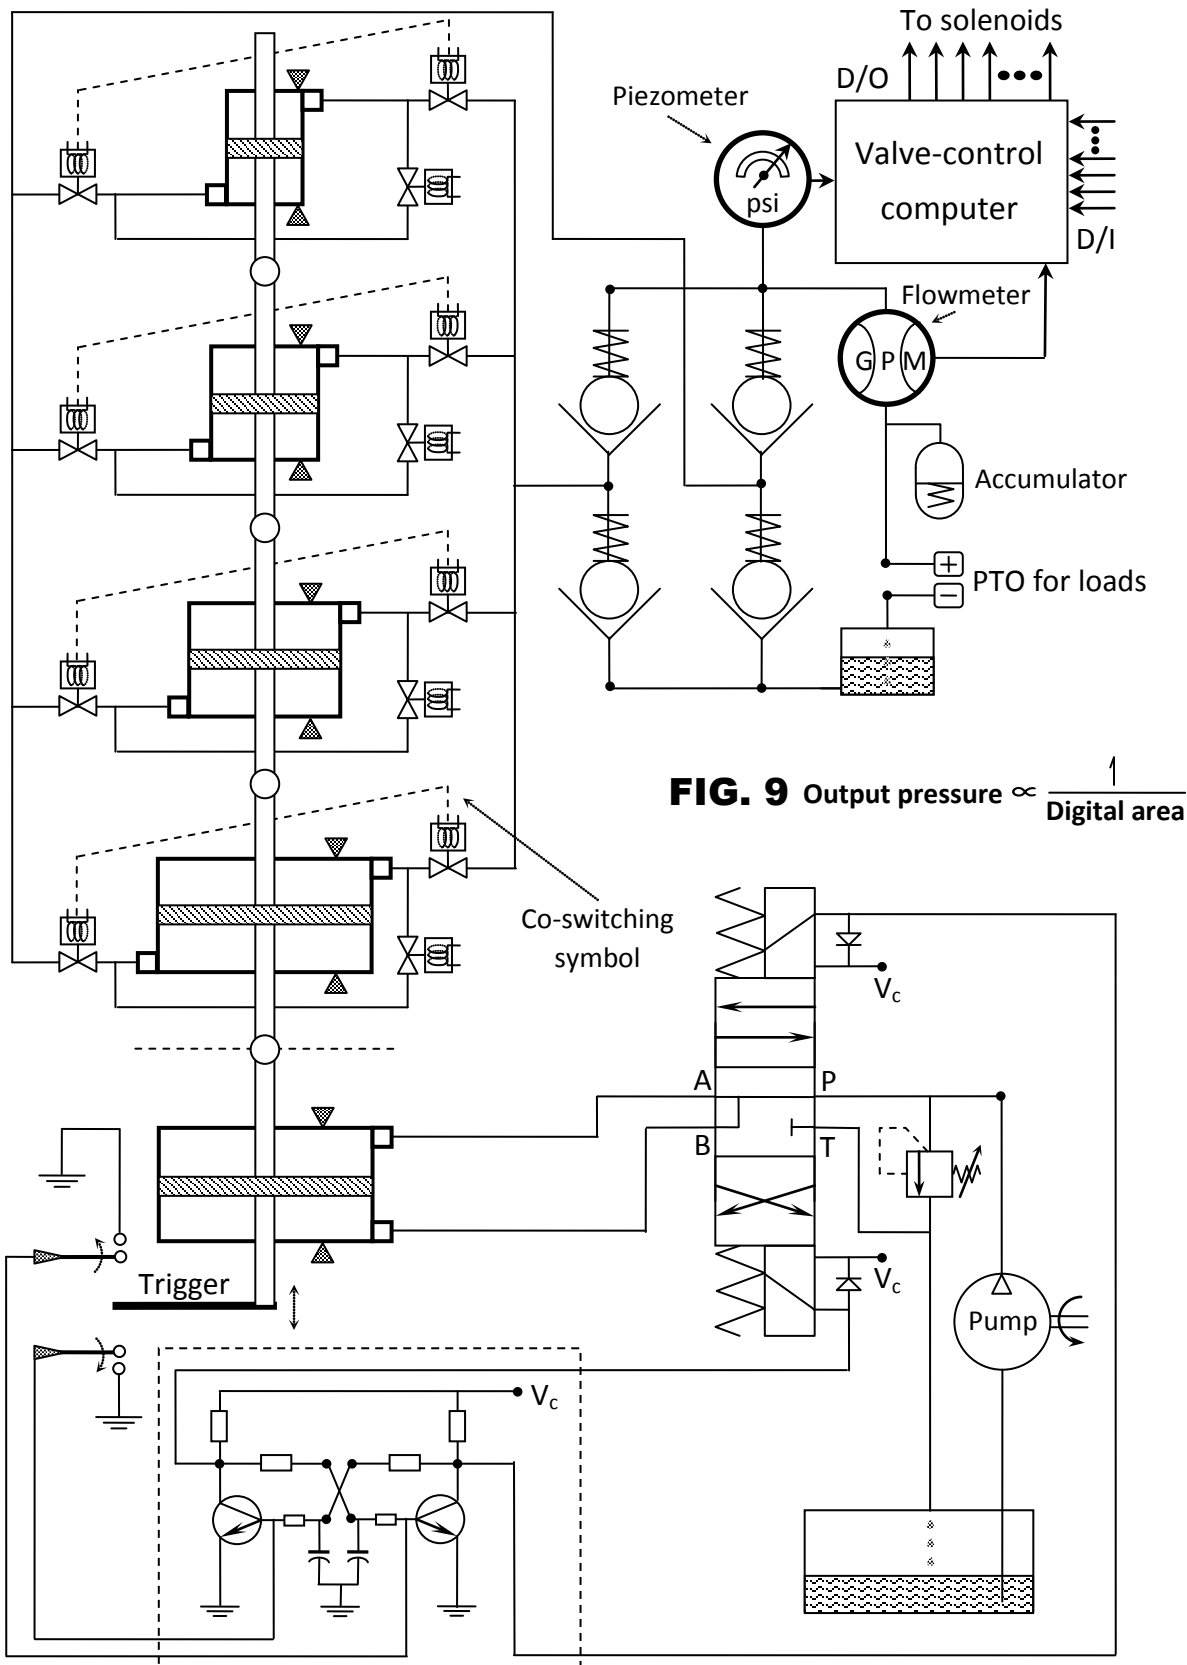 To solenoids
D/O
Piezometer
Valve-control
computer
psi
D/I
Flowmeter
G P M
Accumulator
+
PTO for loads
−
FIG. 9 Output pressure ∝ 1
Digital area
Co-switching
symbol
Vc
A
P
B
T
Trigger
Vc
Pump
Vc